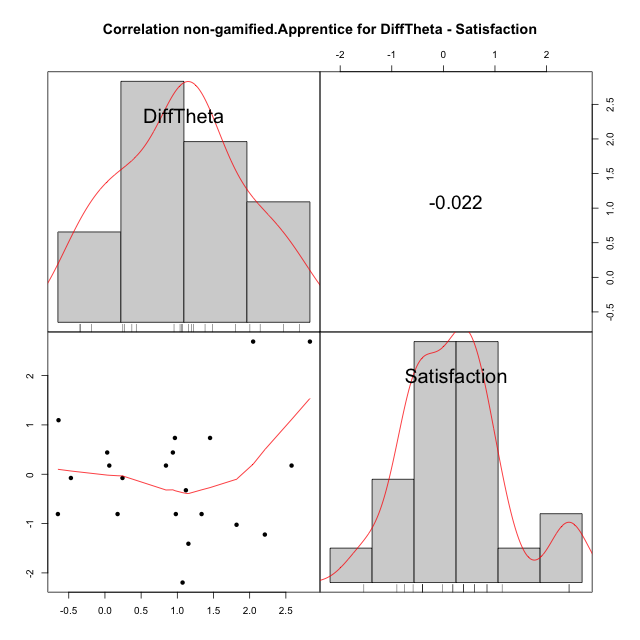 Correlation non-gamified.Apprentice for DiffTheta - Satisfaction
-2 -1 0 1 2
DiffTheta
-0.022
2.5
2.0
1.5
1.0
0.5
0.0
-0.5
Satisfaction
2
1
0
-1
-2
-0.5 0.0 0.5 1.0 1.5 2.0 2.5